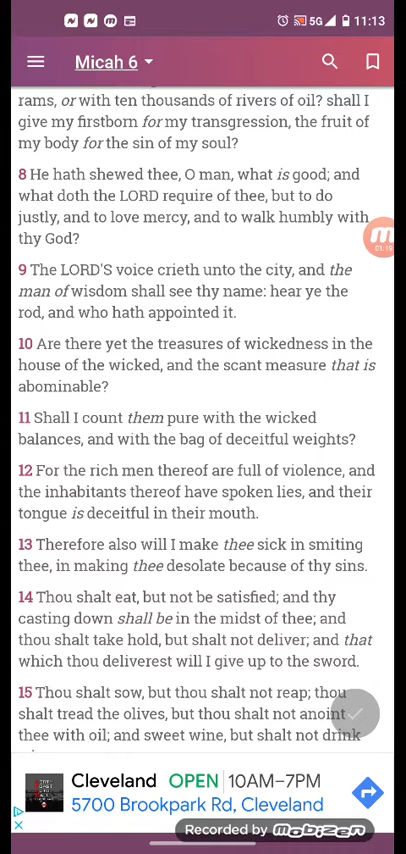 5G 11:13
Micah 6
rams, or with ten thousands of rivers of oil? shall I
give my firstborn for my transgression, the fruit of
my body for the sin of my soul?
8 He hath shewed thee, O man, what is good; and
what doth the LORD require of thee, but to do
justly, and to love mercy, and to walk humbly with
thy God?
01:15
9 The LORD'S voice crieth unto the city, and the
man of wisdom shall see thy name: hear ye the
rod, and who hath appointed it.
10 Are there yet the treasures of wickedness in the
house of the wicked, and the scant measure that is
abominable?
11 Shall I count them pure with the wicked
balances, and with the bag of deceitful weights?
12 For the rich men thereof are full of violence, and
the inhabitants thereof have spoken lies, and their
tongue is deceitful in their mouth.
13 Therefore also will I make thee sick in smiting
thee, in making thee desolate because of thy sins.
14 Thou shalt eat, but not be satisfied; and thy
casting down shall be in the midst of thee; and
thou shalt take hold, but shalt not deliver; and that
which thou deliverest will I give up to the sword.
15 Thou shalt sow, but thou shalt not reap; thou
shalt tread the olives, but thou shalt not anoint
thee with oil; and sweet wine, but shalt not drink
Cleveland OPEN 10AM–7PM
5700 Brookpark Rd, Cleveland
Recorded by mobizen